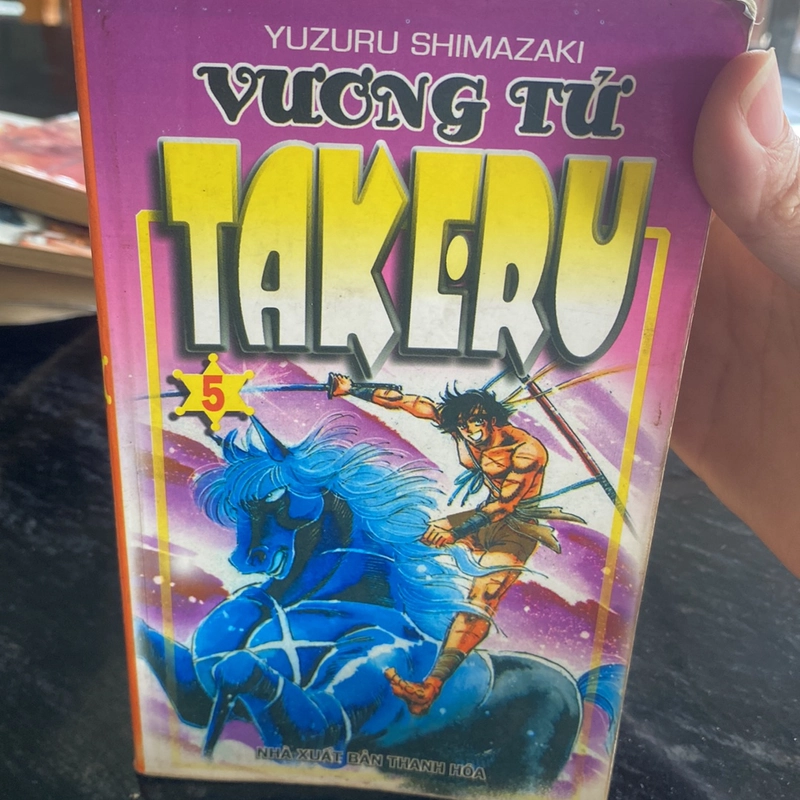 YUZURU SHIMAZAKI
VƯƠNG TỬ
TAKERU
5
NHÀ XUẤT BẢN THANH HÓA